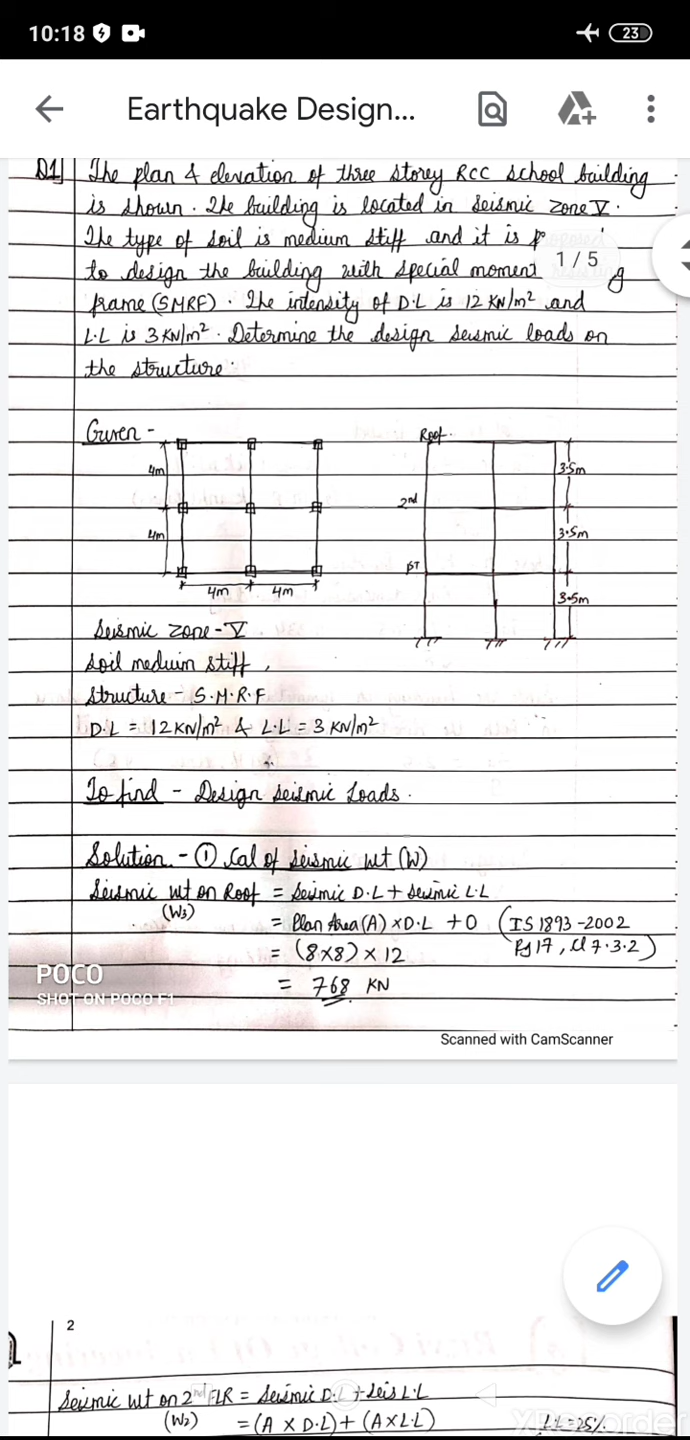 10:18
23
Earthquake Design...
Q1] The plan & elevation of three storey RCC school building
is shown. The building is located in seismic zone V.
The type of soil is medium stiff and it is
to design the building with special moment
1 / 5
frame (SMRF). The intensity of D.L is 12 KN/m² and
L.L is 3 KN/m². Determine the design seismic loads on
the structure.
Given -
Roof.
4m
3.5m
2nd
4m
3.5m
4m
4m
3.5m
Seismic zone - V
Soil meduim stiff,
Structure - S.M.R.F
D.L = 12 KN/m² & L.L = 3 KN/m²
To find - Design seismic Loads.
Solution - ① Cal of seismic wt (W)
Seismic wt on Roof = Seismic D.L + seismic L.L
(W3)
= Plan Area (A) x D.L + 0 (IS 1893-2002
Pg 17, Cl 7.3.2)
= (8x8) x 12
= 768 KN
POCO
SHOT ON POCO F1
Scanned with CamScanner
2
Seismic wt on 2nd FLR = Seismic D.L + Seis L.L
(W2)
= (A x D.L) + (A x L.L)
LL = 25%
XRecorder